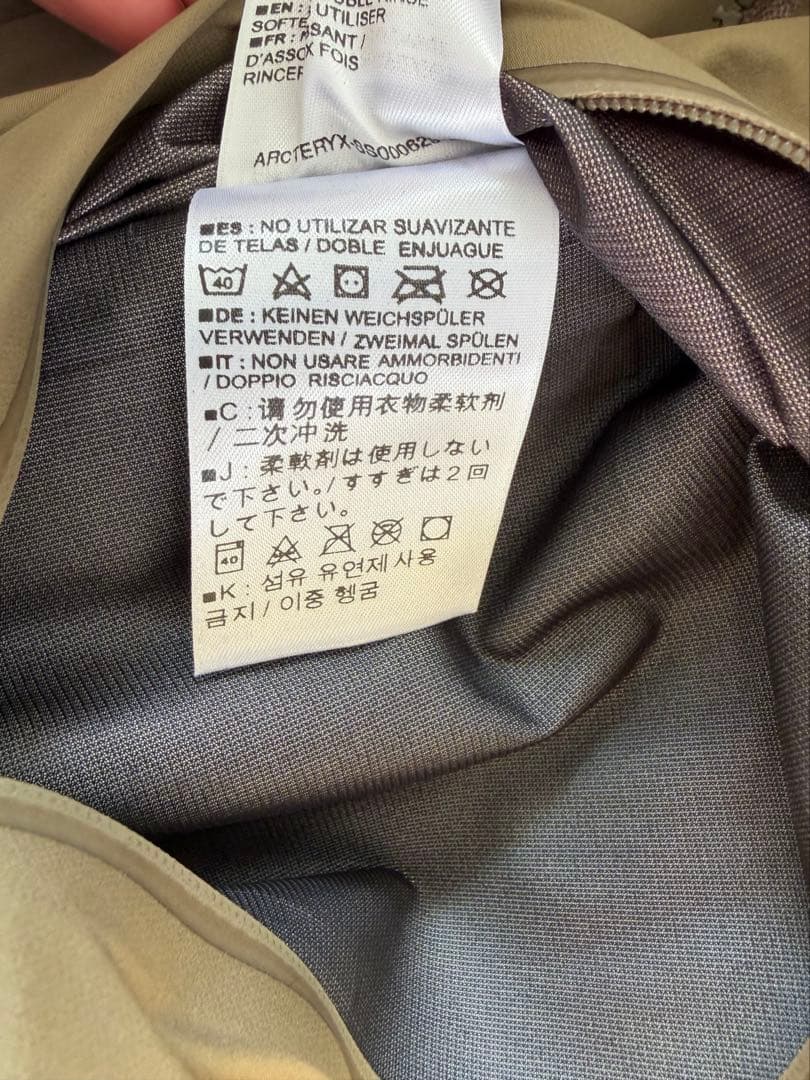 ■EN:
SOFTE UTILISER
■FR:
D'ASSO X FOIS
RINCER
■ES : NO UTILIZAR SUAVIZANTE
DE TELAS / DOBLE ENJUAGUE
40
■DE : KEINEN WEICHSPÜLER
VERWENDEN / ZWEIMAL SPÜLEN
■IT : NON USARE AMMORBIDENTI
/ DOPPIO RISCIACQUO
■C : 请勿使用衣物柔软剂
/ 二次冲洗
■J : 柔軟剤は使用しない
で下さい。/ すすぎは2回
して下さい。
40
■K : 섬유 유연제 사용
금지 / 이중 헹굼